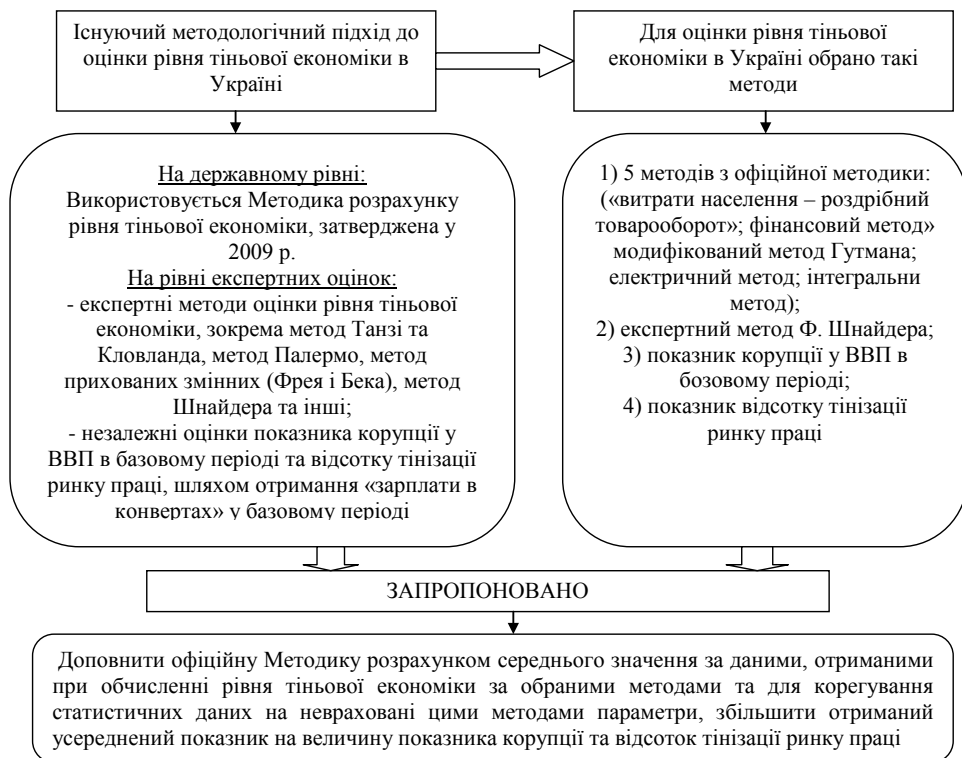 Існуючий методологічний підхід до
оцінки рівня тіньової економіки в
Україні
Для оцінки рівня тіньової
економіки в Україні обрано такі
методи
На державному рівні:
Використовується Методика розрахунку
рівня тіньової економіки, затверджена у
2009 р.
На рівні експертних оцінок:
- експертні методи оцінки рівня тіньової
економіки, зокрема метод Танзі та
Кловланда, метод Палермо, метод
прихованих змінних (Фрея і Бека), метод
Шнайдера та інші;
- незалежні оцінки показника корупції у
ВВП в базовому періоді та відсотку тінізації
ринку праці, шляхом отримання «зарплати в
конвертах» у базовому періоді
1) 5 методів з офіційної методики:
(«витрати населення – роздрібний
товарооборот»; фінансовий метод»
модифікований метод Гутмана;
електричний метод; інтегральни
метод);
2) експертний метод Ф. Шнайдера;
3) показник корупції у ВВП в
бозовому періоді;
4) показник відсотку тінізації
ринку праці
ЗАПРОПОНОВАНО
Доповнити офіційну Методику розрахунком середнього значення за даними, отриманими
при обчисленні рівня тіньової економіки за обраними методами та для корегування
статистичних даних на невраховані цими методами параметри, збільшити отриманий
усереднений показник на величину показника корупції та відсоток тінізації ринку праці